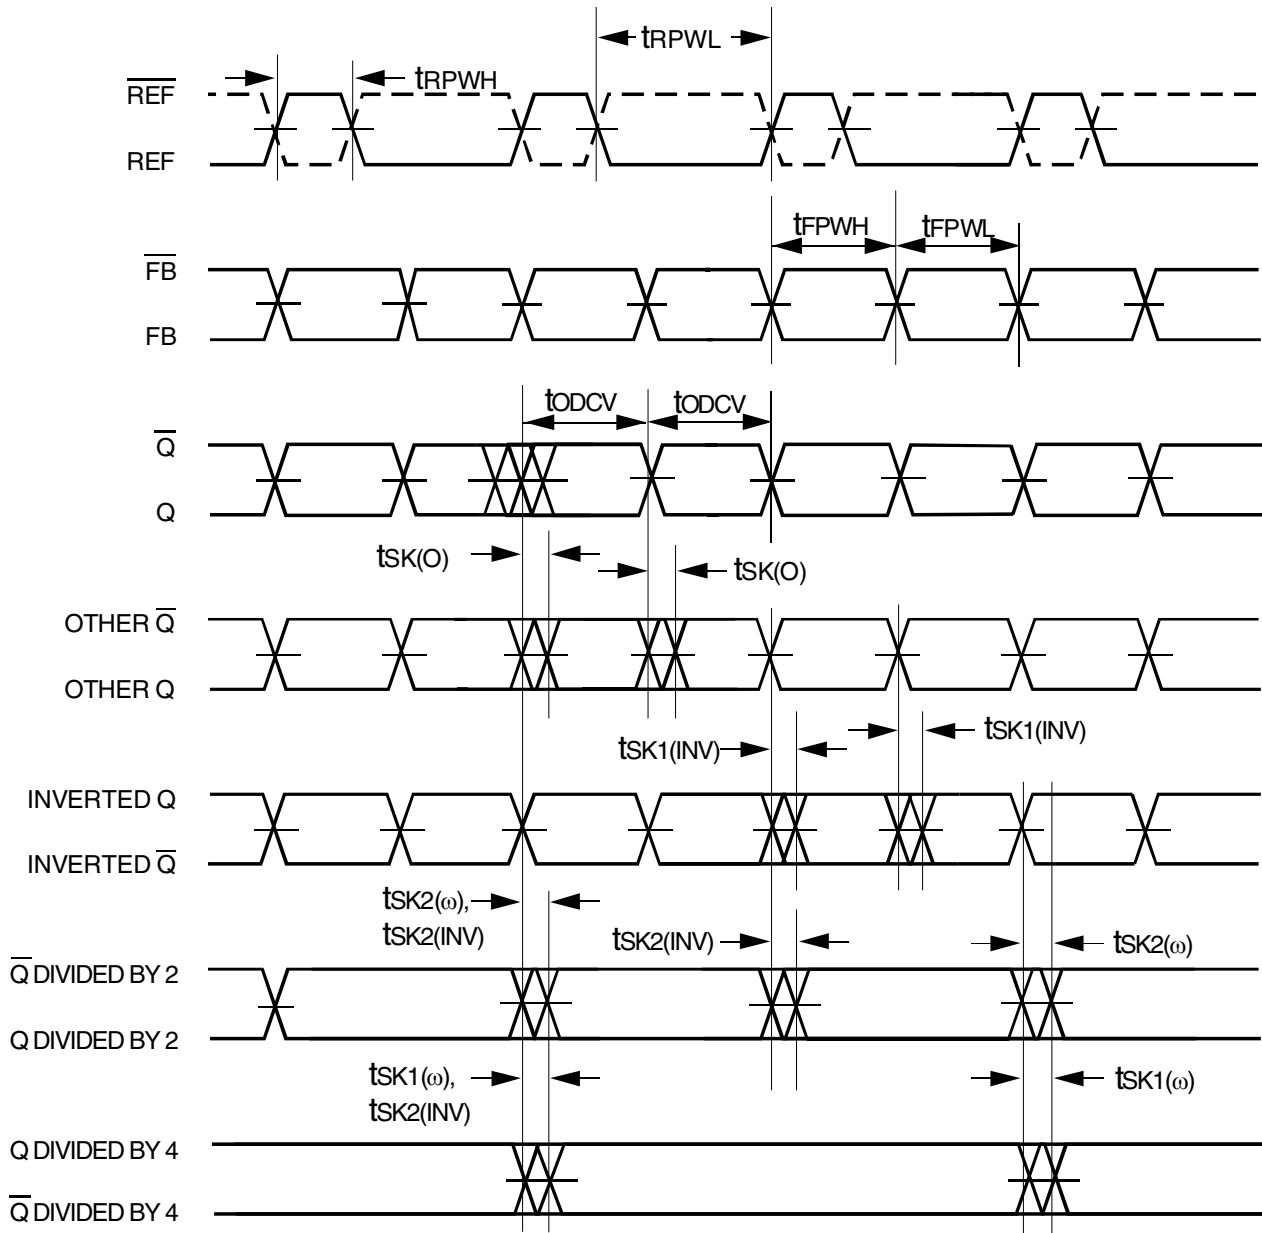 tRPWL
tRPWH
R̅E̅F̅
REF
tFPWH
tFPWL
F̅B̅
FB
tODCV
tODCV
Q̅
Q
tSK(O)
tSK(O)
OTHER Q̅
OTHER Q
tSK1(INV)
tSK1(INV)
INVERTED Q
INVERTED Q̅
tSK2(ω),
tSK2(INV)
tSK2(INV)
tSK2(ω)
Q̅ DIVIDED BY 2
Q DIVIDED BY 2
tSK1(ω),
tSK2(INV)
tSK1(ω)
Q DIVIDED BY 4
Q̅ DIVIDED BY 4